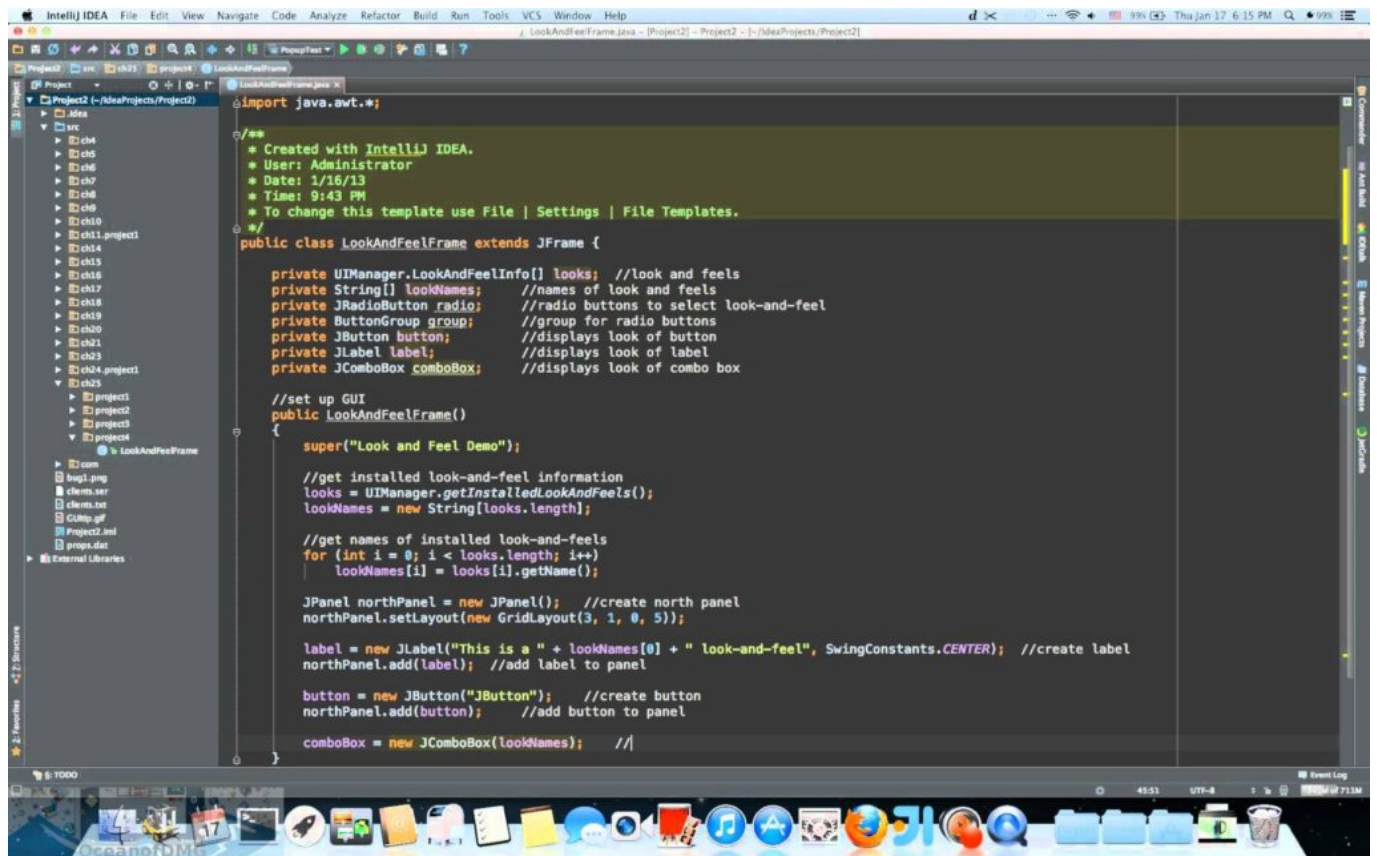 IntelliJ IDEA File Edit View Navigate Code Analyze Refactor Build Run Tools VCS Window Help
99% Thu Jan 17 6:15 PM 99%
LookAndFeelFrame.java - [Project2] - Project2 - [~/IdeaProjects/Project2]
PopupTest
Project2 src ch25 project4 LookAndFeelFrame
Project
LookAndFeelFrame.java
1: Project
Project2 (~/IdeaProjects/Project2)
.idea
src
ch4
ch5
ch6
ch7
ch8
ch9
ch10
ch11.project1
ch14
ch15
ch16
ch17
ch18
ch19
ch20
ch21
ch23
ch24.project1
ch25
project1
project2
project3
project4
LookAndFeelFrame
com
bug1.png
clients.ser
clients.txt
GUItip.gif
Project2.iml
props.dat
External Libraries
2: Structure
2: Favorites
import java.awt.*;
/**
* Created with IntelliJ IDEA.
* User: Administrator
* Date: 1/16/13
* Time: 9:43 PM
* To change this template use File | Settings | File Templates.
*/
public class LookAndFeelFrame extends JFrame {
private UIManager.LookAndFeelInfo[] looks; //look and feels
private String[] lookNames; //names of look and feels
private JRadioButton radio; //radio buttons to select look-and-feel
private ButtonGroup group; //group for radio buttons
private JButton button; //displays look of button
private JLabel label; //displays look of label
private JComboBox comboBox; //displays look of combo box
//set up GUI
public LookAndFeelFrame()
{
super("Look and Feel Demo");
//get installed look-and-feel information
looks = UIManager.getInstalledLookAndFeels();
lookNames = new String[looks.length];
//get names of installed look-and-feels
for (int i = 0; i < looks.length; i++)
lookNames[i] = looks[i].getName();
JPanel northPanel = new JPanel(); //create north panel
northPanel.setLayout(new GridLayout(3, 1, 0, 5));
label = new JLabel("This is a " + lookNames[0] + " look-and-feel", SwingConstants.CENTER); //create label
northPanel.add(label); //add label to panel
button = new JButton("JButton"); //create button
northPanel.add(button); //add button to panel
comboBox = new JComboBox(lookNames); //
}
Commander
Ant Build
IDEtalk
Maven Projects
Database
JetGradle
6: TODO
Event Log
45:51 UTF-8 of 711M
17
OceanofDMG